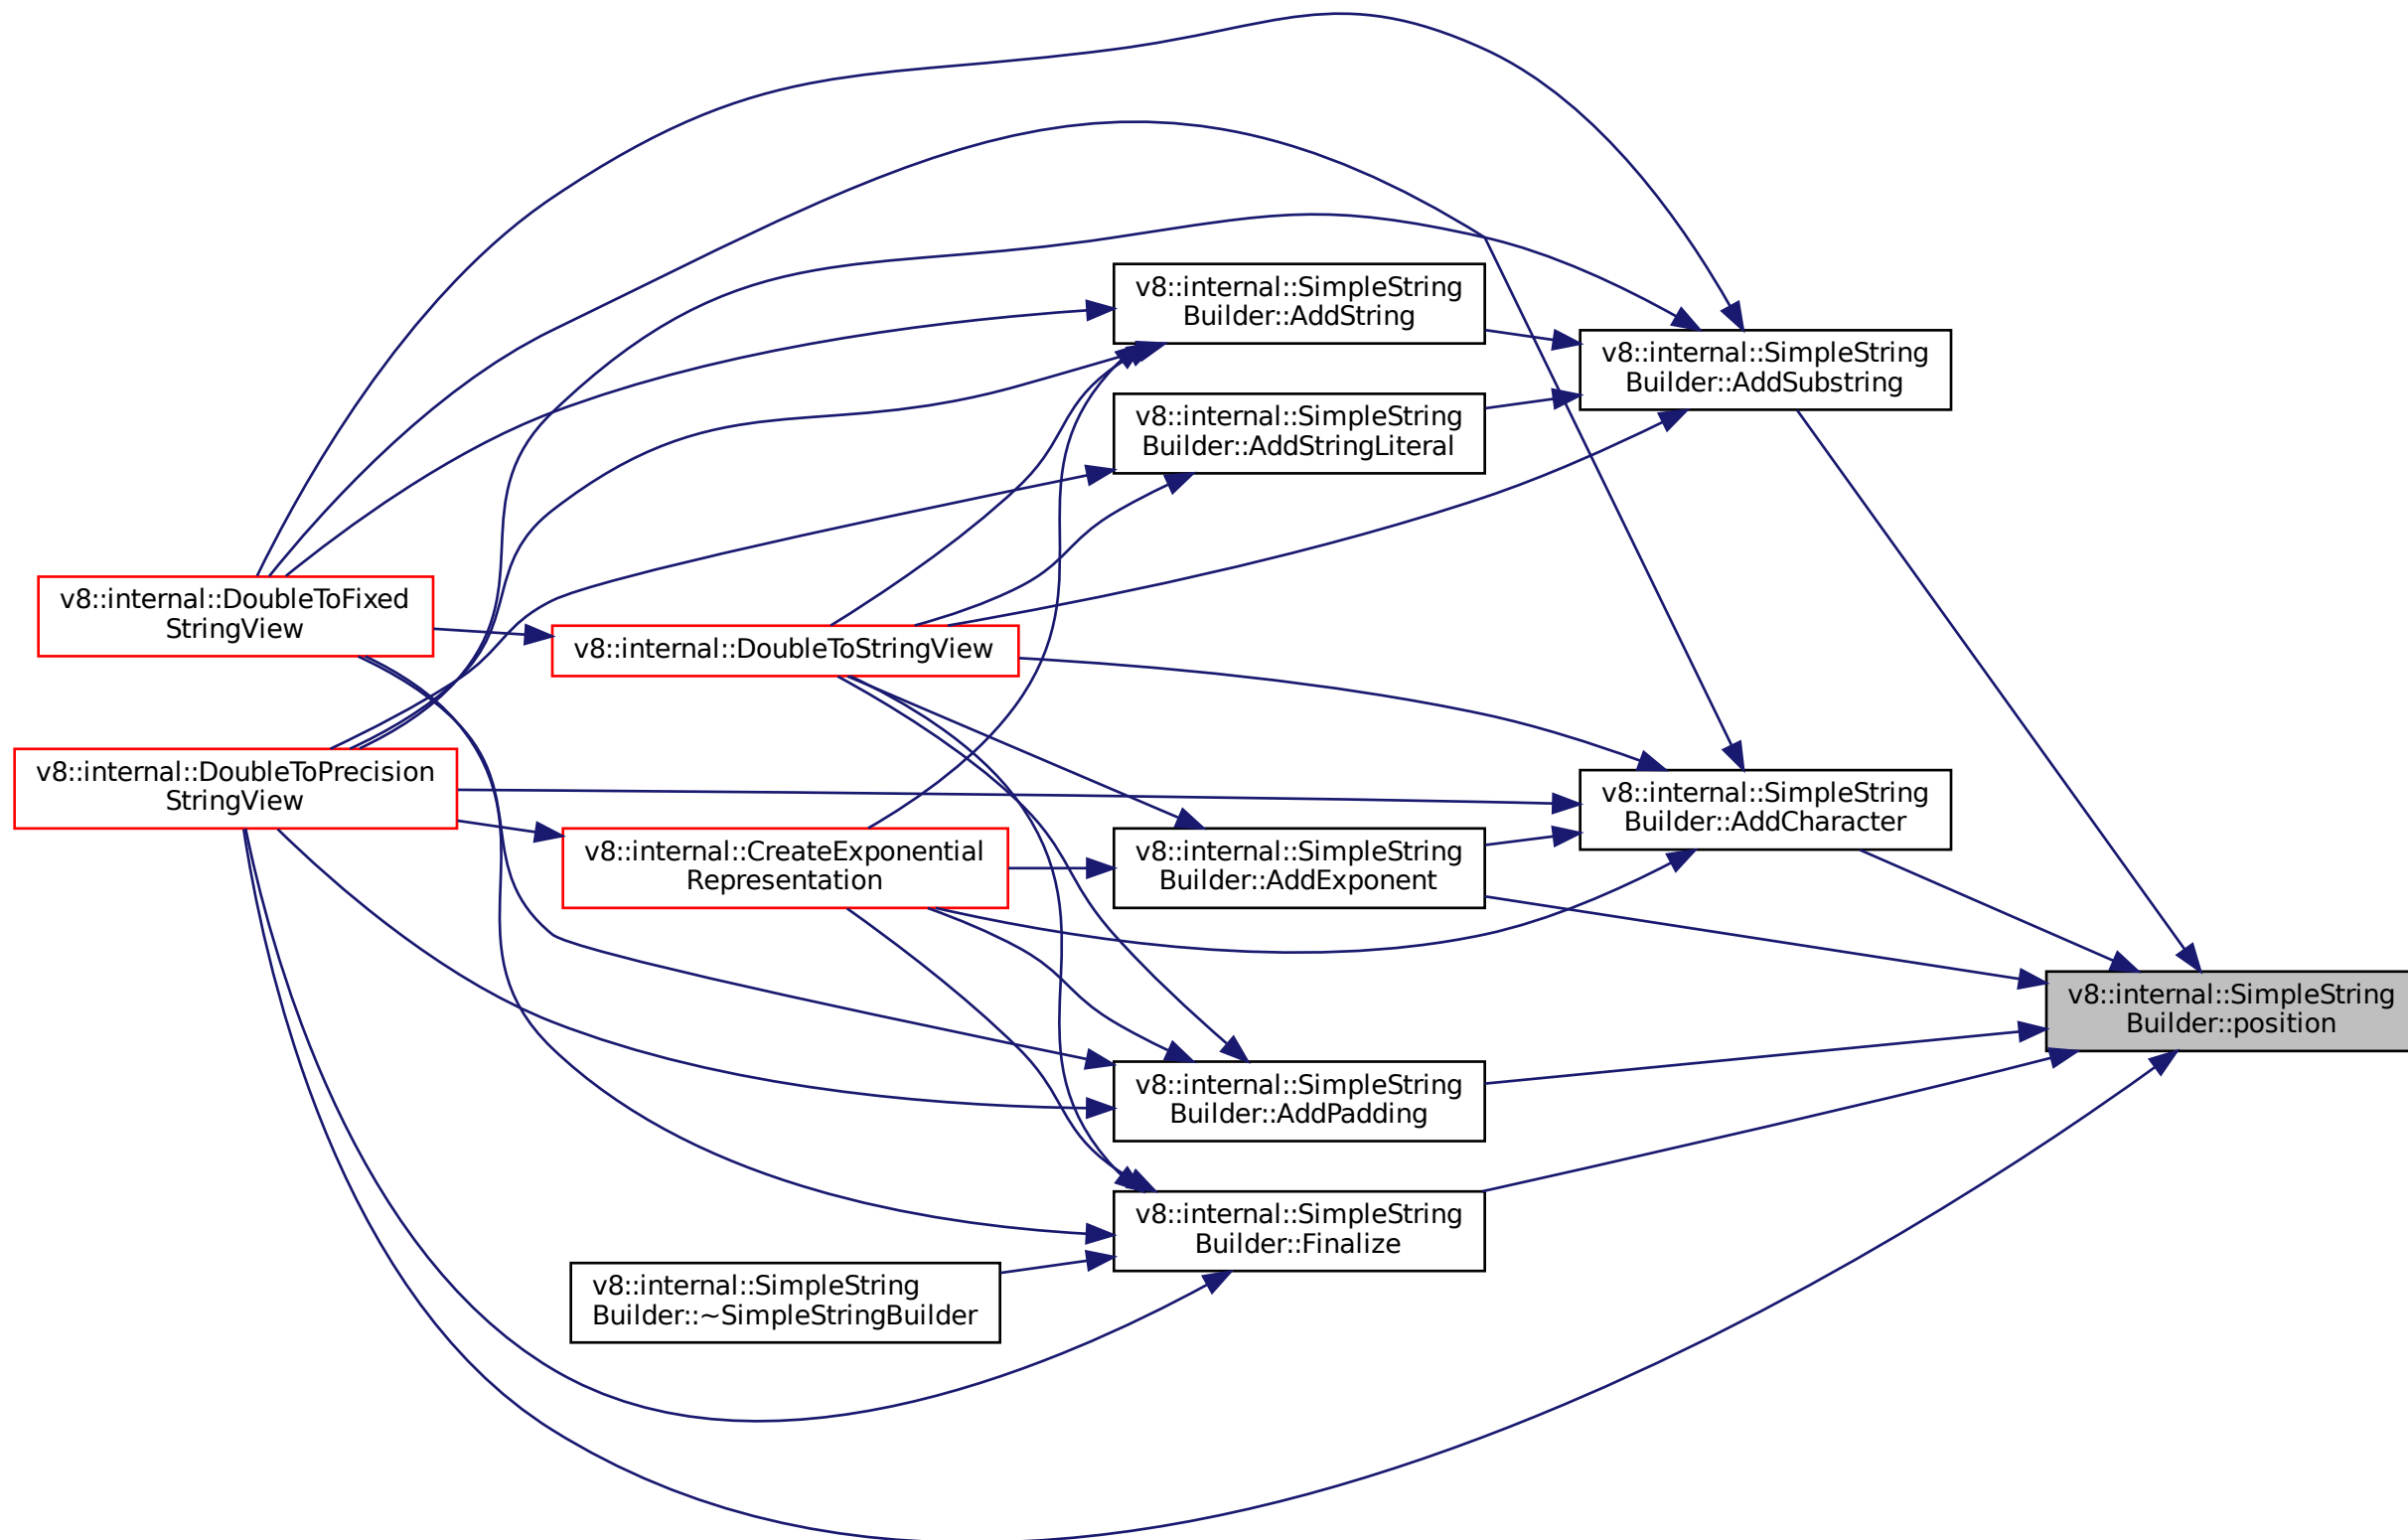 v8::internal::SimpleString
Builder::AddString
v8::internal::SimpleString
Builder::AddSubstring
v8::internal::SimpleString
Builder::AddStringLiteral
v8::internal::DoubleToFixed
StringView
v8::internal::DoubleToStringView
v8::internal::DoubleToPrecision
StringView
v8::internal::SimpleString
Builder::AddCharacter
v8::internal::CreateExponential
Representation
v8::internal::SimpleString
Builder::AddExponent
v8::internal::SimpleString
Builder::position
v8::internal::SimpleString
Builder::AddPadding
v8::internal::SimpleString
Builder::Finalize
v8::internal::SimpleString
Builder::~SimpleStringBuilder